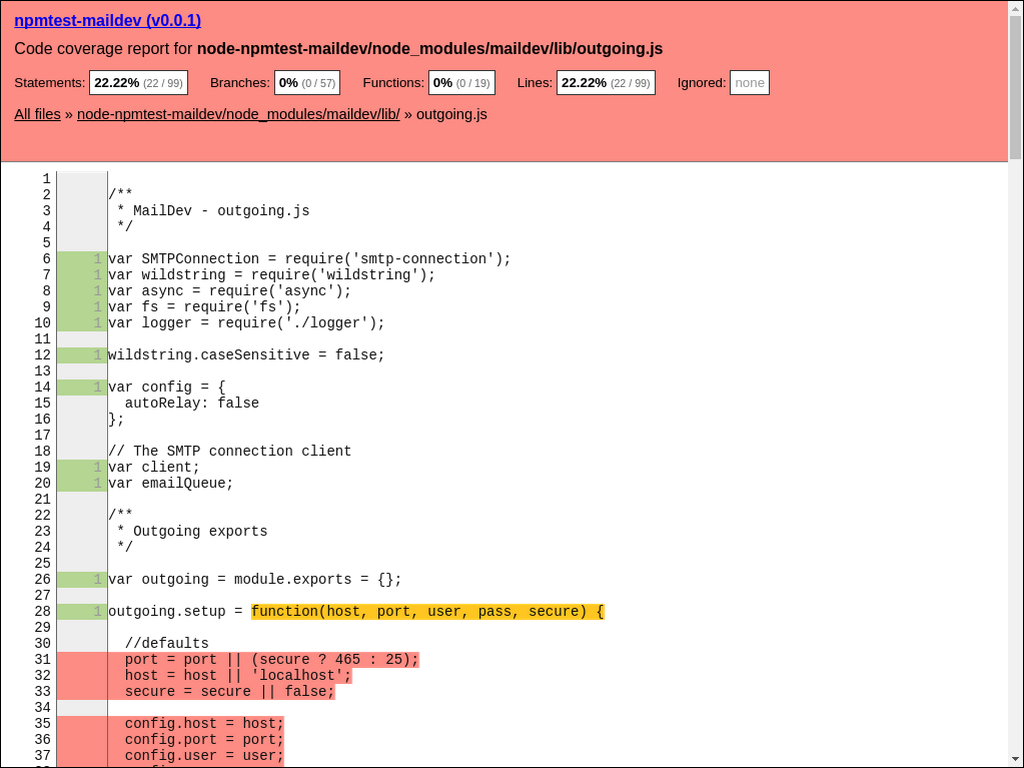 npmtest-maildev (v0.0.1)
Code coverage report for node-npmtest-maildev/node_modules/maildev/lib/outgoing.js
Statements: 22.22% (22 / 99) Branches: 0% (0 / 57) Functions: 0% (0 / 19) Lines: 22.22% (22 / 99) Ignored: none
All files » node-npmtest-maildev/node_modules/maildev/lib/ » outgoing.js
1
2 /**
3  * MailDev - outgoing.js
4  */
5
6 1 var SMTPConnection = require('smtp-connection');
7 1 var wildstring = require('wildstring');
8 1 var async = require('async');
9 1 var fs = require('fs');
10 1 var logger = require('./logger');
11
12 1 wildstring.caseSensitive = false;
13
14 1 var config = {
15   autoRelay: false
16 };
17
18 // The SMTP connection client
19 1 var client;
20 1 var emailQueue;
21
22 /**
23  * Outgoing exports
24  */
25
26 1 var outgoing = module.exports = {};
27
28 1 outgoing.setup = function(host, port, user, pass, secure) {
29
30   //defaults
31   port = port || (secure ? 465 : 25);
32   host = host || 'localhost';
33   secure = secure || false;
34
35   config.host = host;
36   config.port = port;
37   config.user = user;